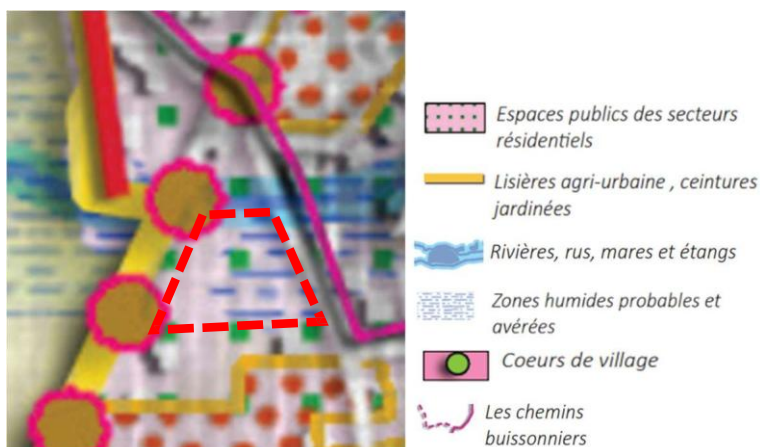 Espaces publics des secteurs
résidentiels
Lisières agri-urbaine , ceintures
jardinées
Rivières, rus, mares et étangs
Zones humides probables et
avérées
Coeurs de village
Les chemins
buissonniers